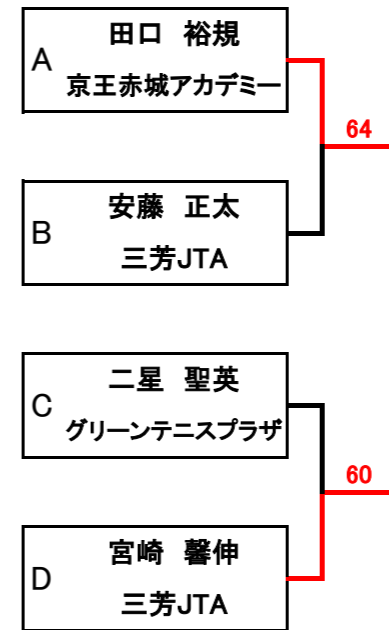 A
田口 裕規
京王赤城アカデミー
64
B
安藤 正太
三芳JTA
C
二星 聖英
グリーンテニスプラザ
60
D
宮崎 馨伸
三芳JTA